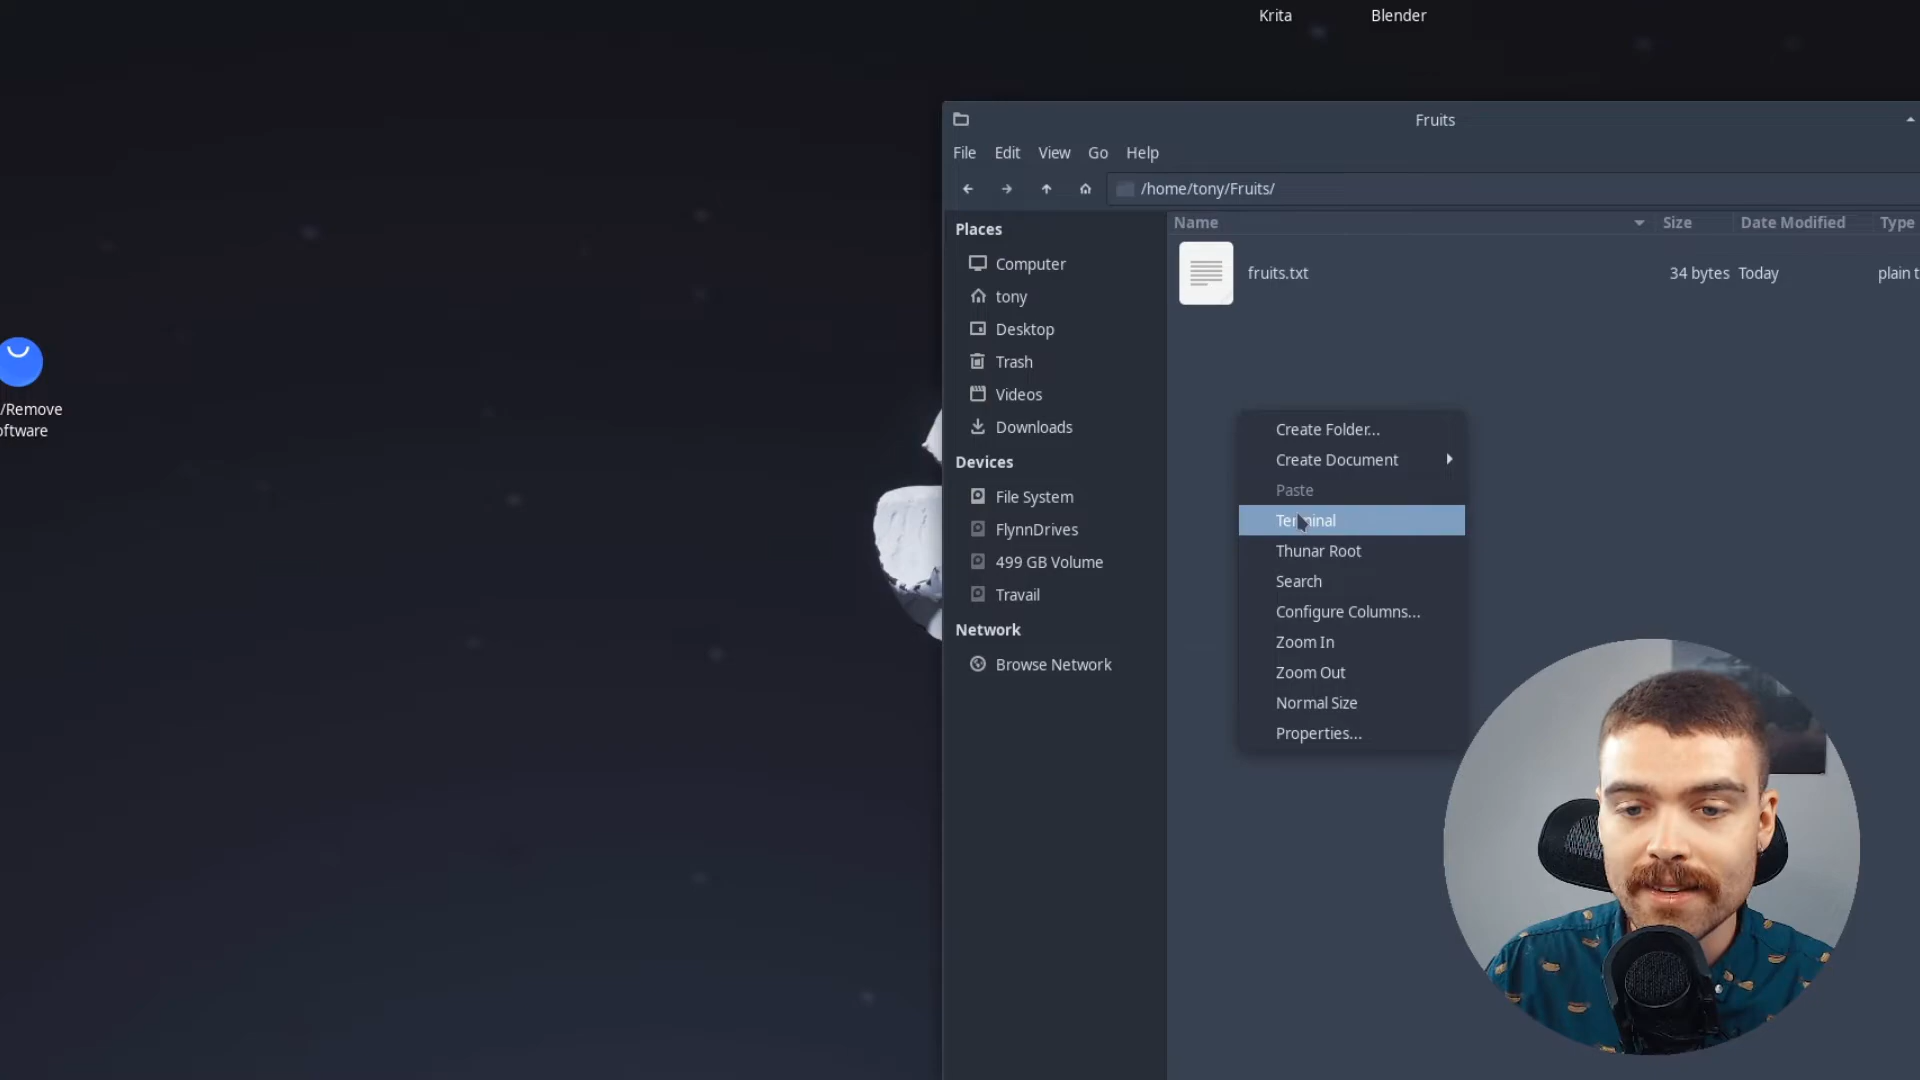 Krita
Blender
/Remove
oftware
Fruits
File Edit View Go Help
/home/tony/Fruits/
Places
Computer
tony
Desktop
Trash
Videos
Downloads
Devices
File System
FlynnDrives
499 GB Volume
Travail
Network
Browse Network
Name Size Date Modified Type
fruits.txt 34 bytes Today plain t
Create Folder...
Create Document
Paste
Terminal
Thunar Root
Search
Configure Columns...
Zoom In
Zoom Out
Normal Size
Properties...